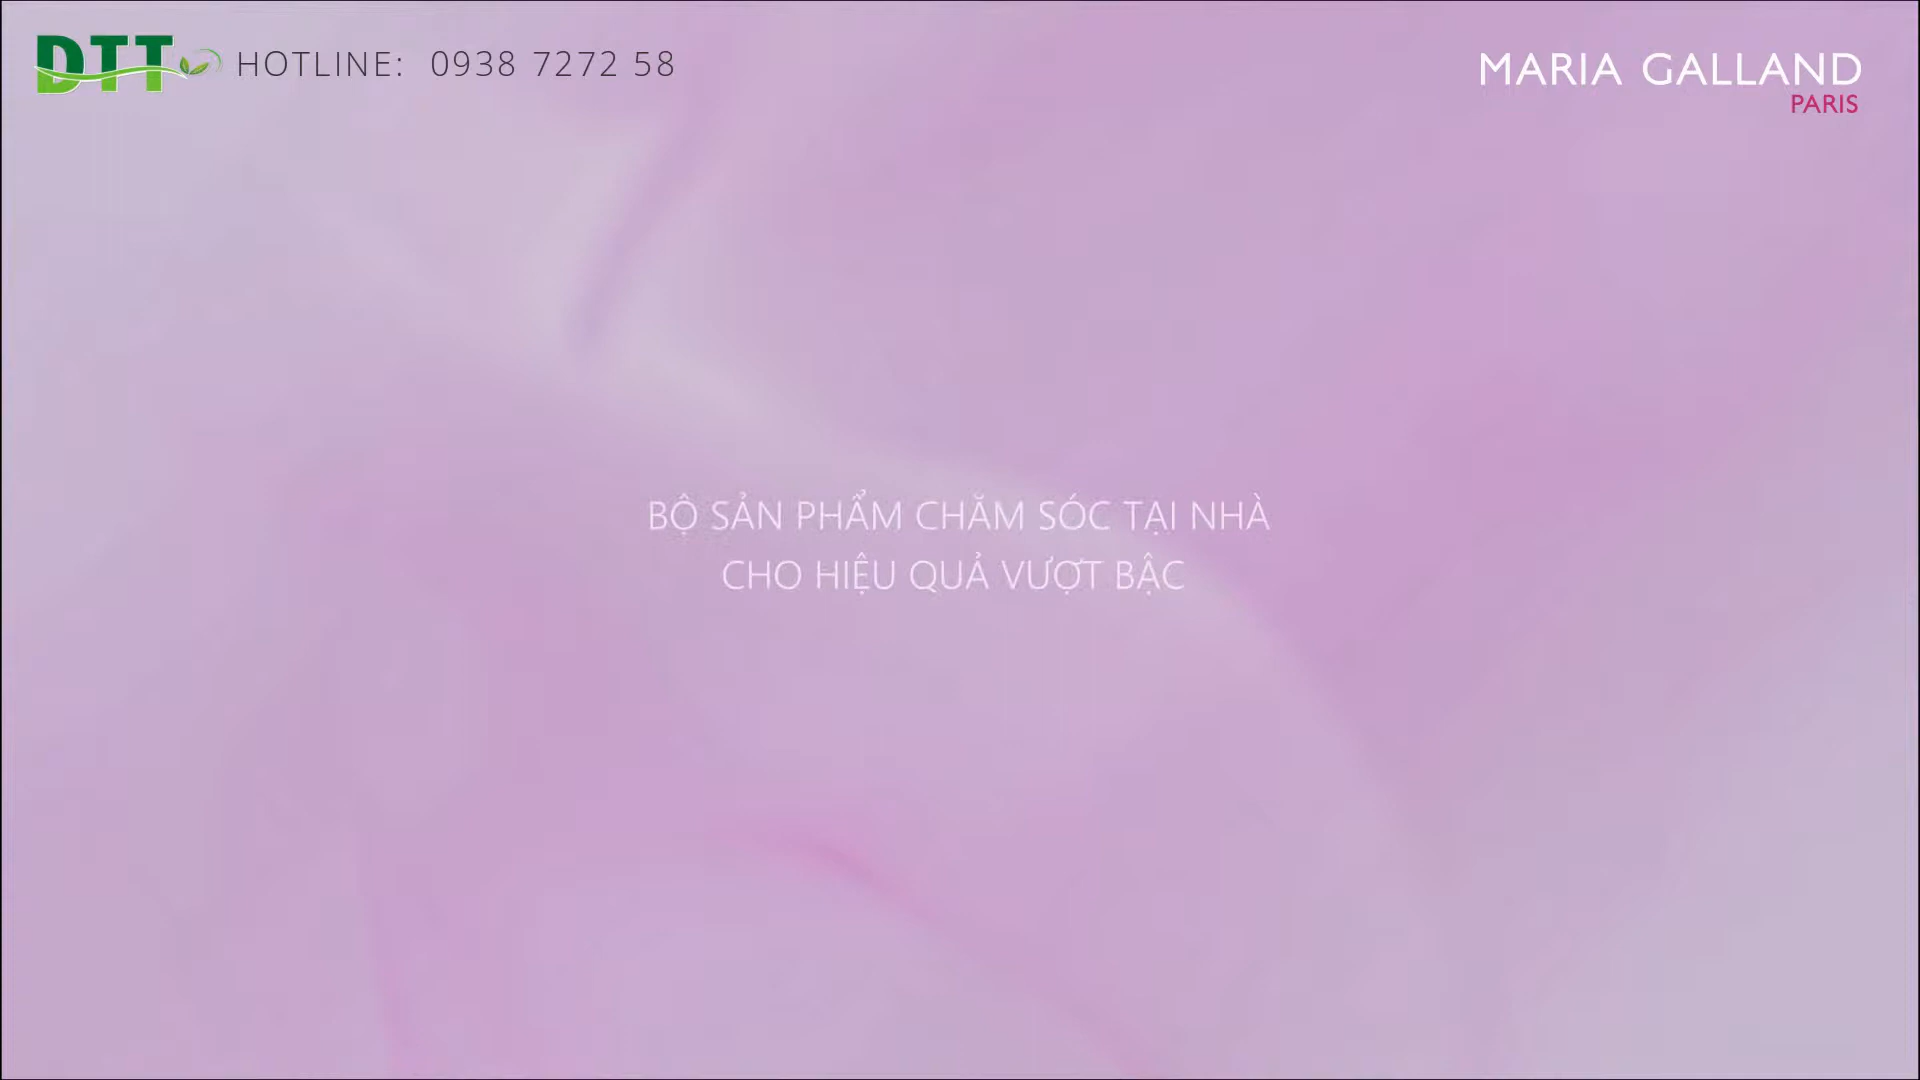 DTT HOTLINE: 0938 7272 58
MARIA GALLAND
PARIS
BỘ SẢN PHẨM CHĂM SÓC TẠI NHÀ
CHO HIỆU QUẢ VƯỢT BẬC